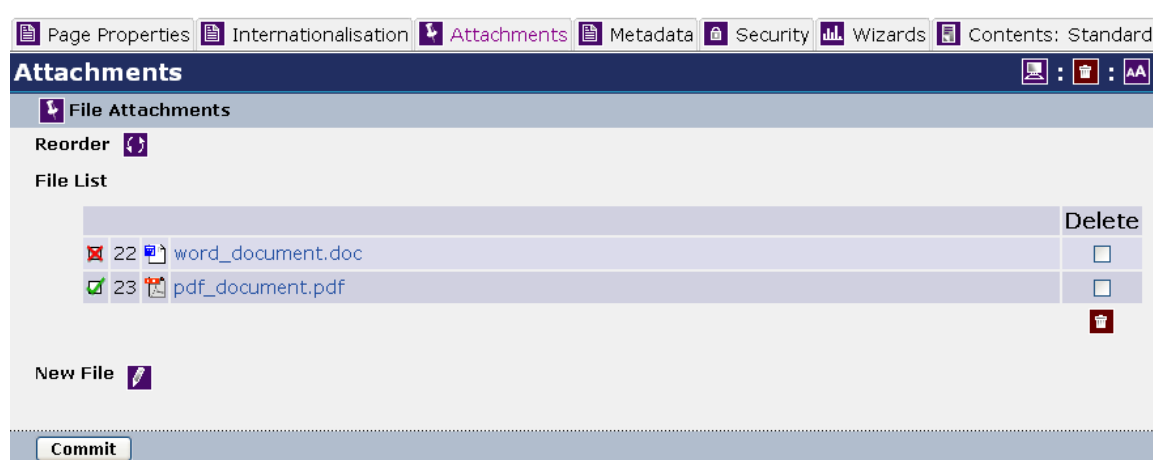 Page Properties Internationalisation Attachments Metadata Security Wizards Contents: Standard
Attachments : : AA
File Attachments
Reorder
File List
Delete
22 word_document.doc
23 pdf_document.pdf
New File
Commit